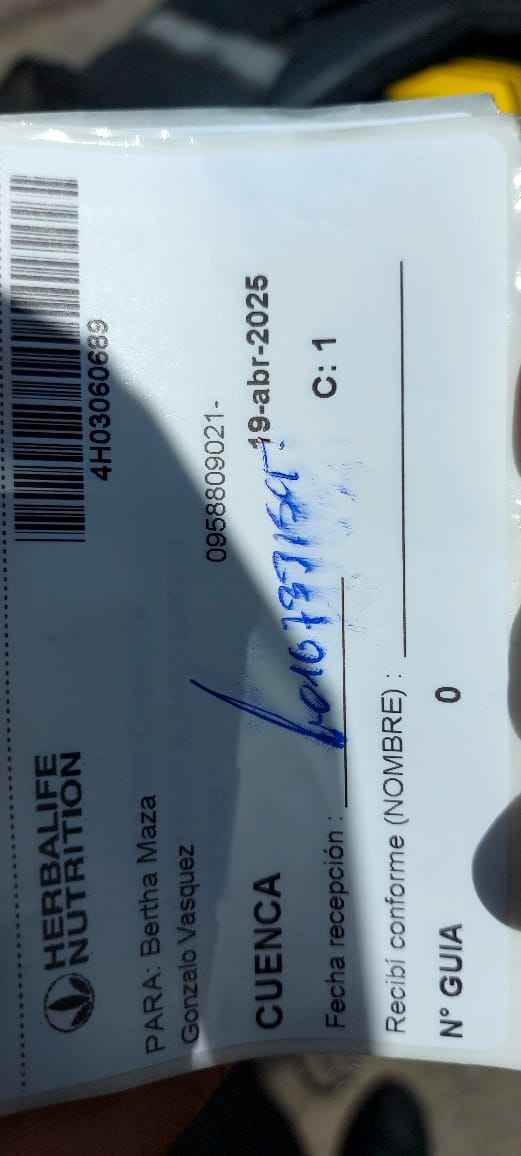 HERBALIFE
NUTRITION
4H03060689
PARA: Bertha Maza
Gonzalo Vasquez
0958809021-
CUENCA
19-abr-2025
Fecha recepción :
C: 1
Recibí conforme (NOMBRE) :
N° GUIA 0